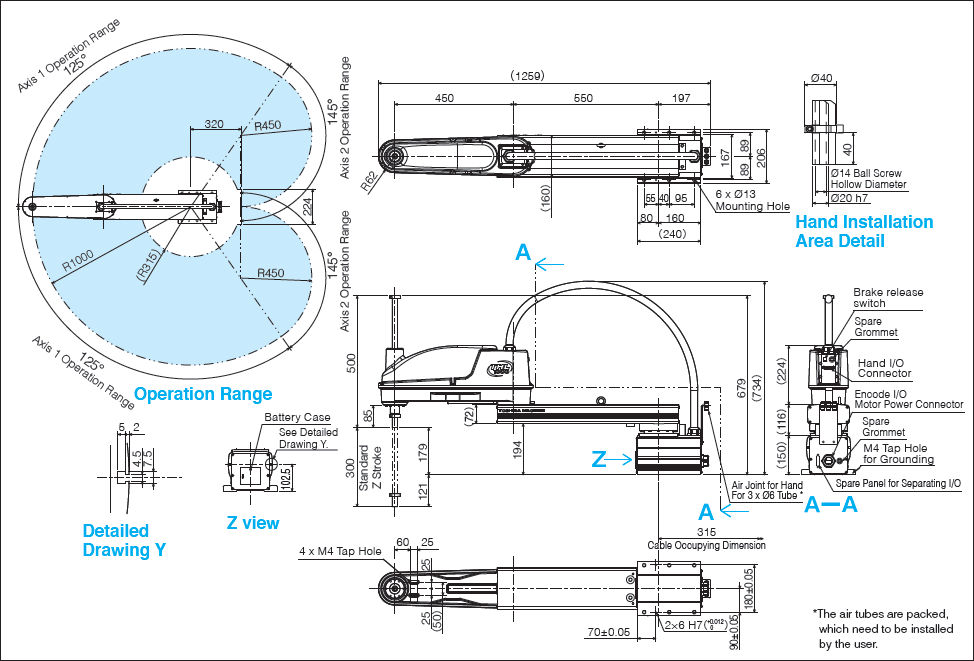 Axis 1 Operation Range
125°
320
R450
145°
Axis 2 Operation Range
224
R1000
(R315)
R450
145°
Axis 2 Operation Range
125°
Axis 1 Operation Range
Operation Range
(1259)
450
550
197
R62
(160)
167
89
89
206
55
40
95
80
160
(240)
6 x Ø13
Mounting Hole
Ø40
40
Ø14 Ball Screw
Hollow Diameter
Ø20 h7
Hand Installation
Area Detail
A
500
85
300
Standard
Z Stroke
179
121
(72)
194
679
(734)
Z
A
Air Joint for Hand
For 3 x Ø6 Tube *
315
Cable Occupying Dimension
Brake release
switch
Spare
Grommet
Hand I/O
Connector
Encode I/O
Motor Power Connector
Spare
Grommet
M4 Tap Hole
for Grounding
Spare Panel for Separating I/O
(224)
(116)
(150)
A—A
5
2
4.5
7.5
Detailed
Drawing Y
Battery Case
See Detailed
Drawing Y.
102.5
Z view
4 x M4 Tap Hole
60
25
25
25
(50)
70±0.05
2×6 H7(+0.012 0)
180±0.05
90±0.05
*The air tubes are packed,
which need to be installed
by the user.